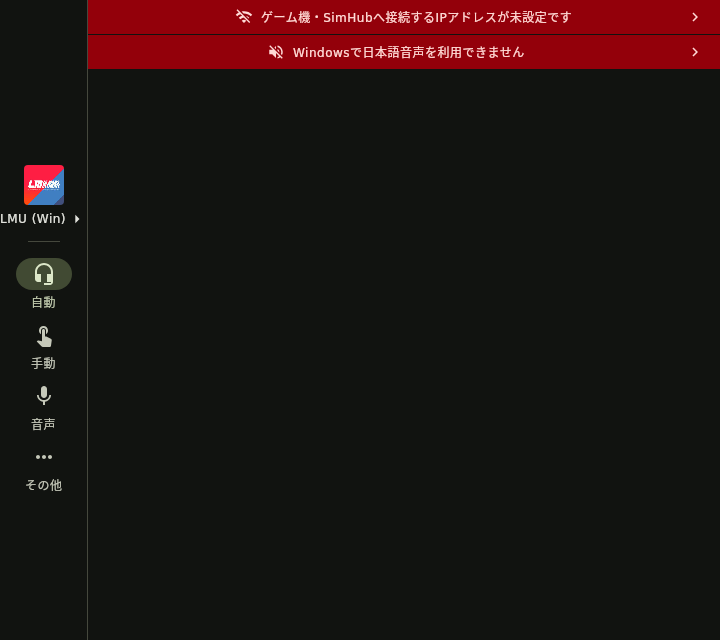 ゲーム機・SimHubへ接続するIPアドレスが未設定です
Windowsで日本語音声を利用できません
LMU (Win)
自動
手動
音声
その他